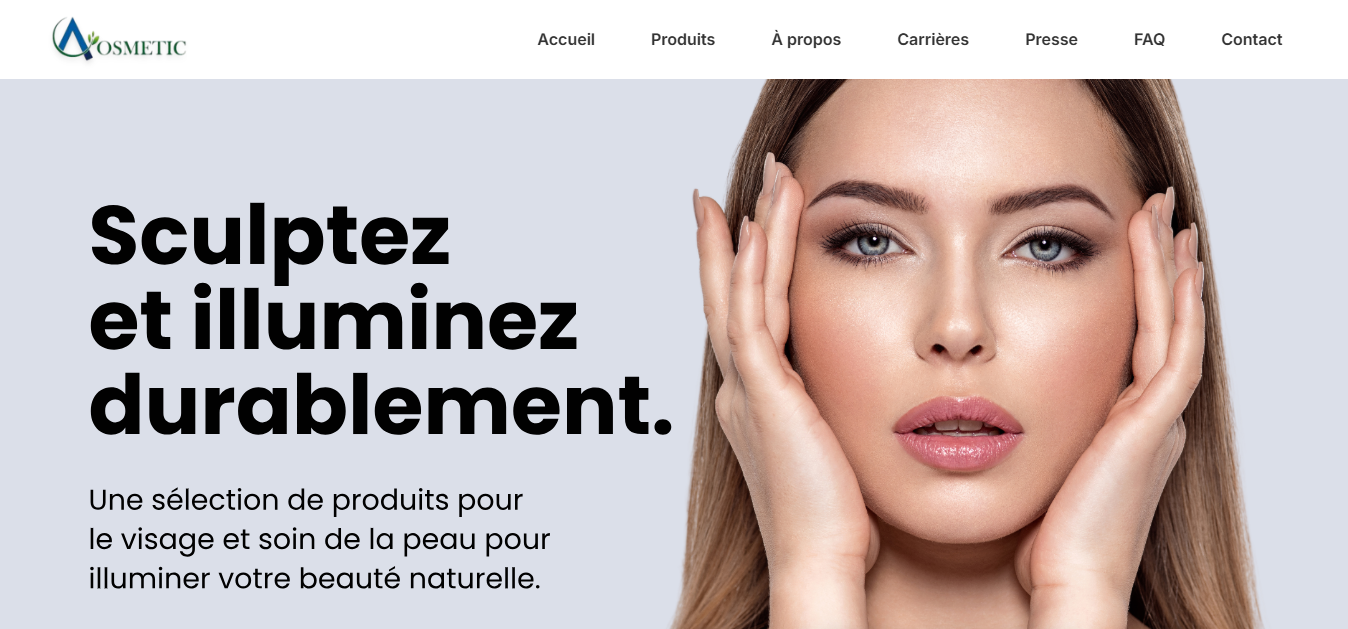 AOSMETIC
Accueil
Produits
À propos
Carrières
Presse
FAQ
Contact
Sculptez
et illuminez
durablement.
Une sélection de produits pour
le visage et soin de la peau pour
illuminer votre beauté naturelle.